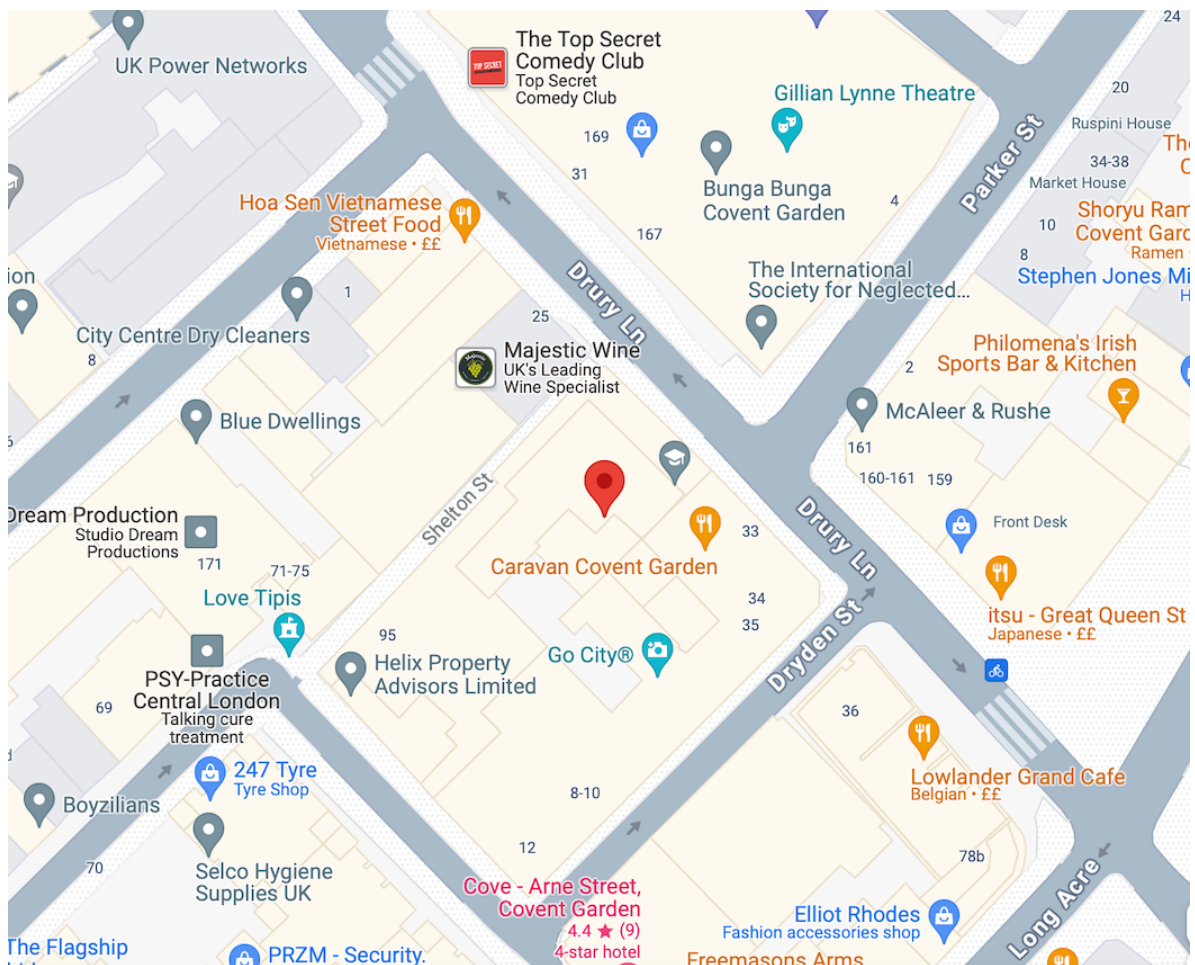 24
UK Power Networks
The Top Secret
Comedy Club
Top Secret
Comedy Club
TOP SECRET
Gillian Lynne Theatre
20
Ruspini House
169
34-38
Market House
31
Bunga Bunga
Covent Garden
4
Parker St
Hoa Sen Vietnamese
Street Food
Vietnamese • ££
Shoryu Ram
Covent Gard
Ramen
10
167
8
Stephen Jones Mi
H
The International
Society for Neglected...
Drury Ln
ion
1
City Centre Dry Cleaners
8
25
Majestic Wine
UK's Leading
Wine Specialist
Philomena's Irish
Sports Bar & Kitchen
2
McAleer & Rushe
Blue Dwellings
161
160-161
159
Shelton St
Dream Production
Studio Dream
Productions
171
71-75
Love Tipis
Caravan Covent Garden
33
Drury Ln
Front Desk
34
35
itsu - Great Queen St
Japanese • ££
95
Helix Property
Advisors Limited
Go City®
Dryden St
PSY-Practice
Central London
Talking cure
treatment
69
36
247 Tyre
Tyre Shop
Lowlander Grand Cafe
Belgian • ££
Boyzilians
8-10
12
78b
70
Selco Hygiene
Supplies UK
Cove - Arne Street,
Covent Garden
4.4 ★ (9)
4-star hotel
Elliot Rhodes
Fashion accessories shop
Long Acre
The Flagship
PRZM - Security.
Freemasons Arms